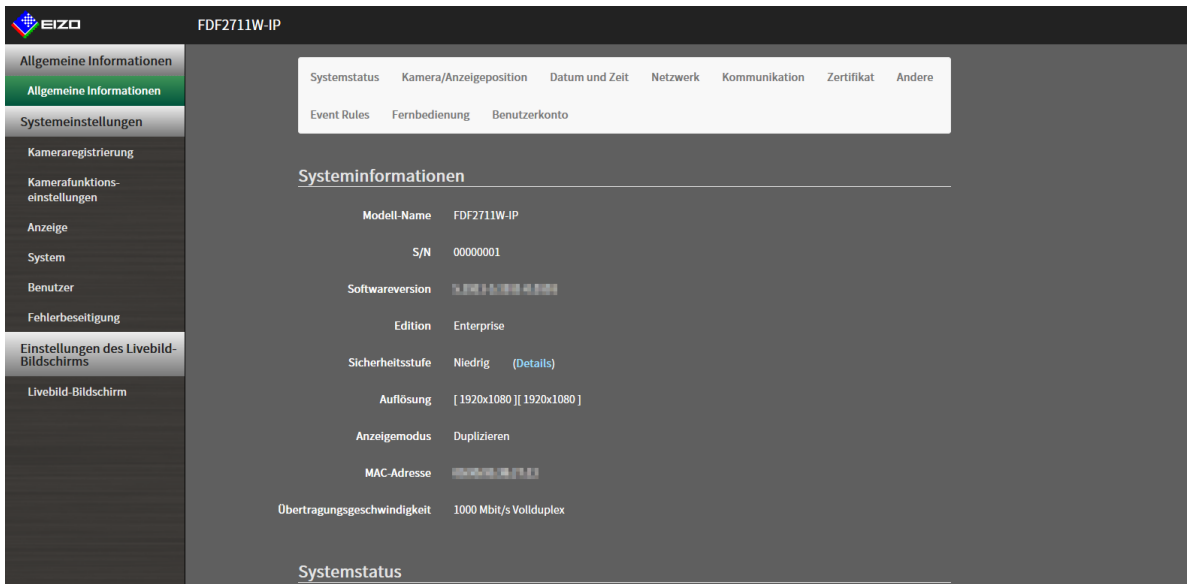 EIZO
FDF2711W-IP
Allgemeine Informationen
Allgemeine Informationen
Systemeinstellungen
Kameraregistrierung
Kamerafunktions-
einstellungen
Anzeige
System
Benutzer
Fehlerbeseitigung
Einstellungen des Livebild-
Bildschirms
Livebild-Bildschirm
Systemstatus Kamera/Anzeigeposition Datum und Zeit Netzwerk Kommunikation Zertifikat Andere
Event Rules Fernbedienung Benutzerkonto
Systeminformationen
Modell-Name FDF2711W-IP
S/N 00000001
Softwareversion
Edition Enterprise
Sicherheitsstufe Niedrig (Details)
Auflösung [ 1920x1080 ][ 1920x1080 ]
Anzeigemodus Duplizieren
MAC-Adresse
Übertragungsgeschwindigkeit 1000 Mbit/s Vollduplex
Systemstatus